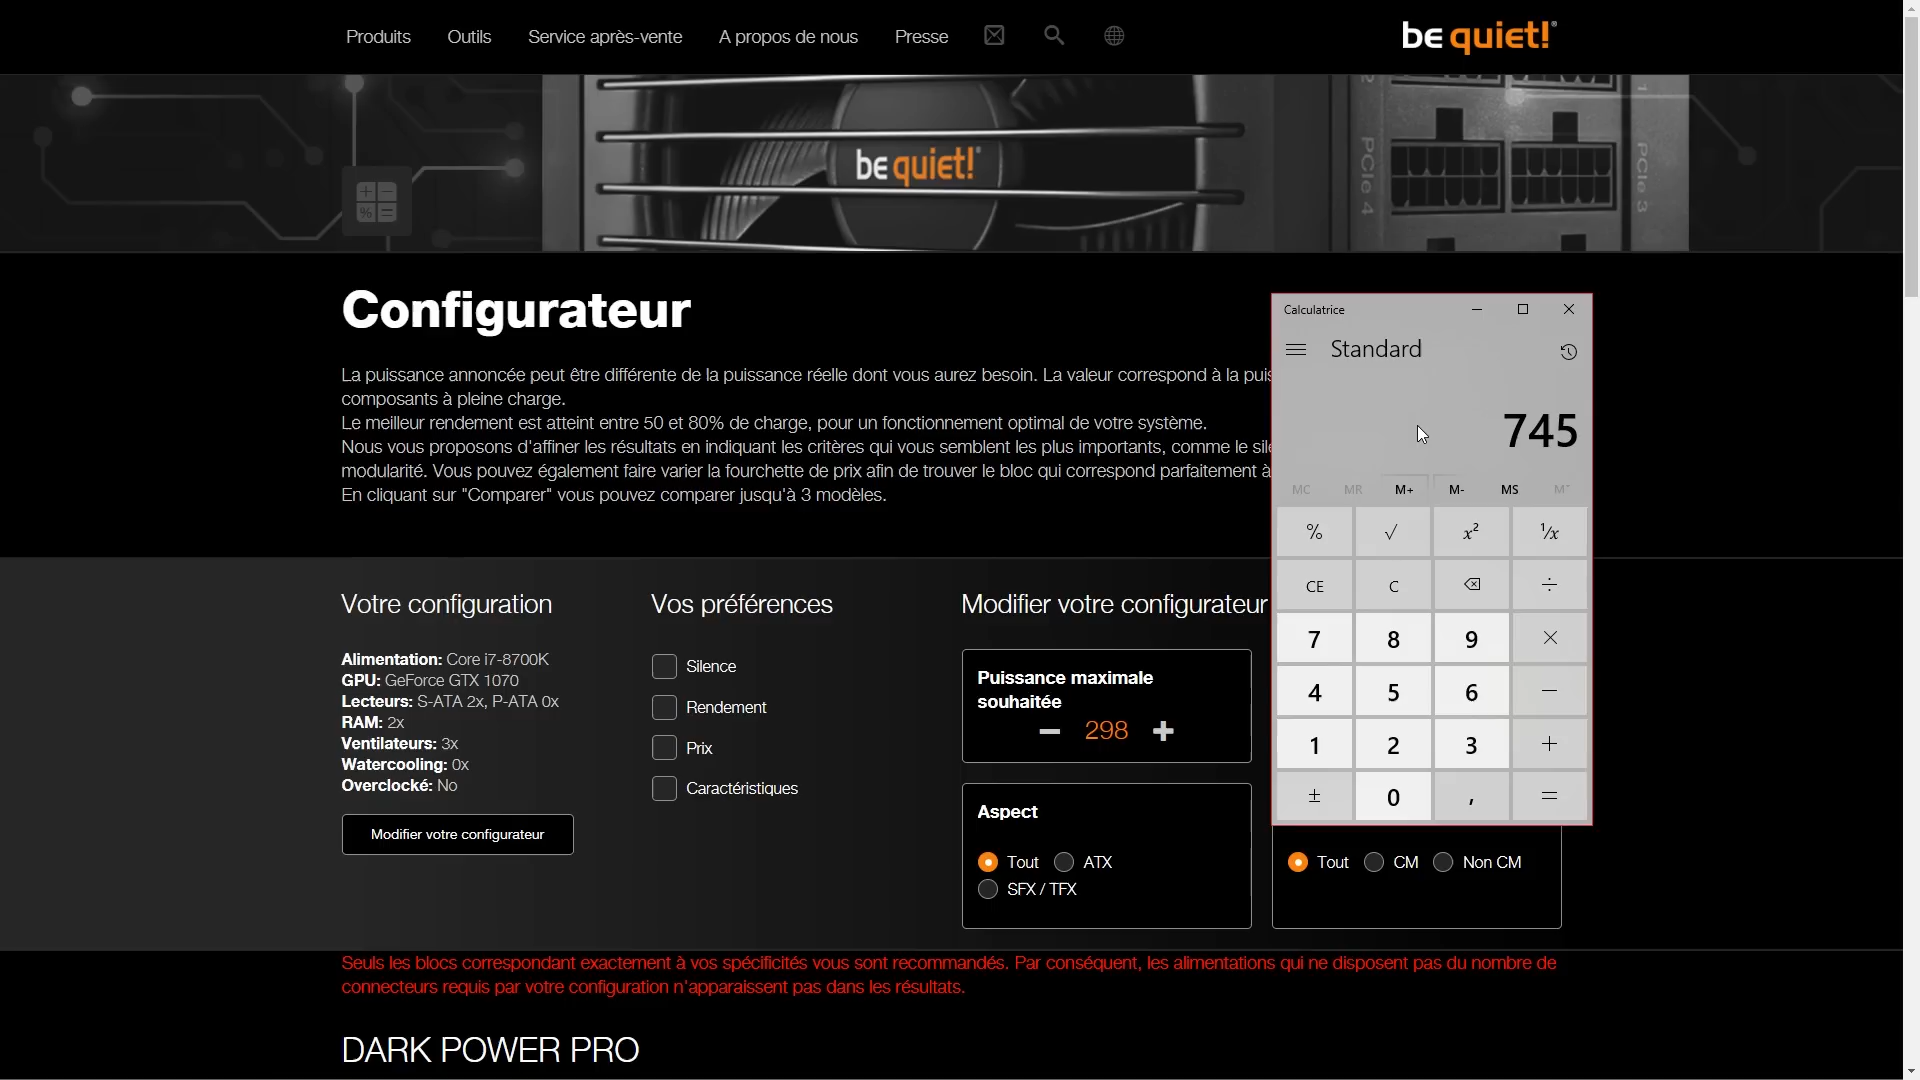 Produits Outils Service après-vente A propos de nous Presse
be quiet!
be quiet!
PCIe 4
PCIe 3
Configurateur
La puissance annoncée peut être différente de la puissance réelle dont vous aurez besoin. La valeur correspond à la
composants à pleine charge.
Le meilleur rendement est atteint entre 50 et 80% de charge, pour un fonctionnement optimal de votre système.
Nous vous proposons d'affiner les résultats en indiquant les critères qui vous semblent les plus importants, comme le
modularité. Vous pouvez également faire varier la fourchette de prix afin de trouver le bloc qui correspond parfaitement à
En cliquant sur "Comparer" vous pouvez comparer jusqu'à 3 modèles.
Calculatrice
Standard
745
MC MR M+ M- MS
% √ x² ¹/x
CE C ÷
7 8 9 ×
4 5 6 −
1 2 3 +
± 0 , =
Votre configuration
Alimentation: Core i7-8700K
GPU: GeForce GTX 1070
Lecteurs: S-ATA 2x, P-ATA 0x
RAM: 2x
Ventilateurs: 3x
Watercooling: 0x
Overclocké: No
Modifier votre configurateur
Vos préférences
Silence
Rendement
Prix
Caractéristiques
Modifier votre configurateur
Puissance maximale
souhaitée
− 298 +
Aspect
Tout ATX
SFX / TFX
Tout CM Non CM
Seuls les blocs correspondant exactement à vos spécificités vous sont recommandés. Par conséquent, les alimentations qui ne disposent pas du nombre de
connecteurs requis par votre configuration n'apparaissent pas dans les résultats.
DARK POWER PRO